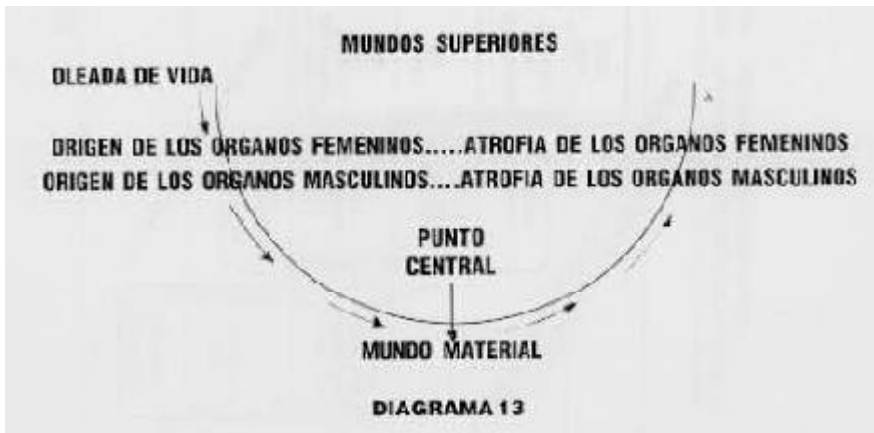 MUNDOS SUPERIORES
OLEADA DE VIDA
ORIGEN DE LOS ORGANOS FEMENINOS.....ATROFIA DE LOS ORGANOS FEMENINOS
ORIGEN DE LOS ORGANOS MASCULINOS....ATROFIA DE LOS ORGANOS MASCULINOS
PUNTO
CENTRAL
MUNDO MATERIAL
DIAGRAMA 13